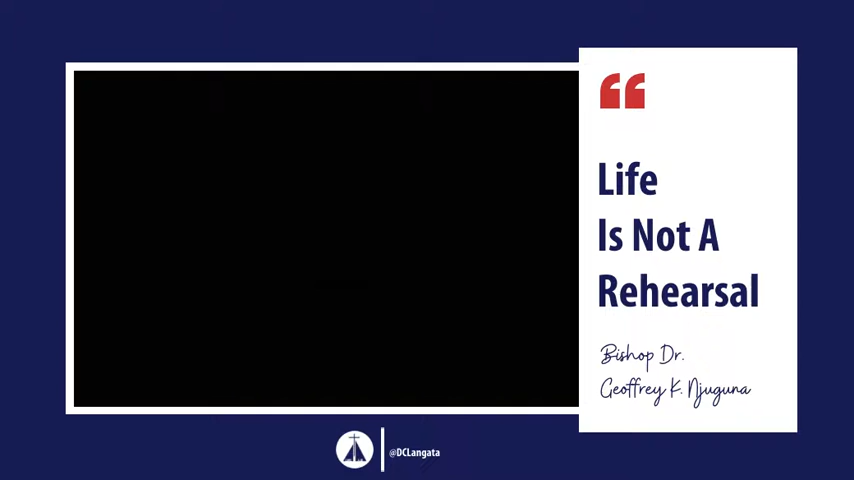 Life
Is Not A
Rehearsal
Bishop Dr.
Geoffrey K. Njuguna
@DCLangata